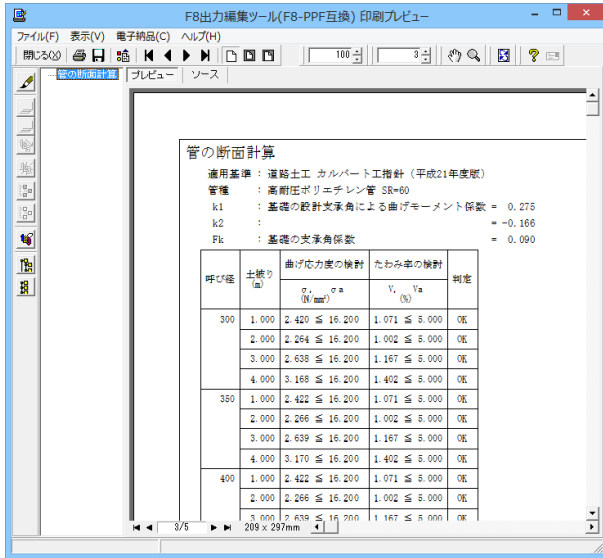 F8出力編集ツール(F8-PPF互換) 印刷プレビュー
ファイル(F) 表示(V) 電子納品(C) ヘルプ(H)
閉じる(X) 100 3
管の断面計算 プレビュー ソース
管の断面計算
適用基準 : 道路土工 カルバート工指針(平成21年度版)
管種 : 高耐圧ポリエチレン管 SR=60
k1 : 基礎の設計支承角による曲げモーメント係数 = 0.275
k2 : = -0.166
Fk : 基礎の支承角係数 = 0.090
呼び径 土被り (m) 曲げ応力度の検討 たわみ率の検討 判定
σ, σa (N/mm²) V, Va (%)
300 1.000 2.420 ≦ 16.200 1.071 ≦ 5.000 OK
2.000 2.264 ≦ 16.200 1.002 ≦ 5.000 OK
3.000 2.638 ≦ 16.200 1.167 ≦ 5.000 OK
4.000 3.168 ≦ 16.200 1.402 ≦ 5.000 OK
350 1.000 2.422 ≦ 16.200 1.071 ≦ 5.000 OK
2.000 2.266 ≦ 16.200 1.002 ≦ 5.000 OK
3.000 2.639 ≦ 16.200 1.167 ≦ 5.000 OK
4.000 3.170 ≦ 16.200 1.402 ≦ 5.000 OK
400 1.000 2.422 ≦ 16.200 1.071 ≦ 5.000 OK
2.000 2.266 ≦ 16.200 1.002 ≦ 5.000 OK
3.000 2.639 ≦ 16.200 1.167 ≦ 5.000 OK
3/5 209 x 297mm